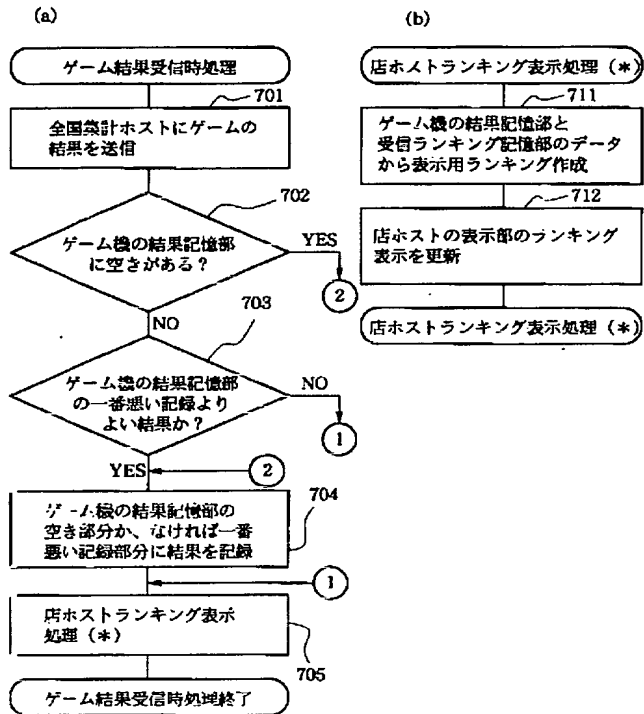 (a)
ゲーム結果受信時処理
701
全国集計ホストにゲームの
結果を送信
702
ゲーム機の結果記憶部
に空きがある？
YES
2
NO
703
ゲーム機の結果記憶部
の一番悪い記録より
よい結果か？
NO
1
YES
2
704
ゲーム機の結果記憶部の
空き部分か、なければ一番
悪い記録部分に結果を記録
1
店ホストランキング表示
処理（＊）
705
ゲーム結果受信時処理終了
(b)
店ホストランキング表示処理（＊）
711
ゲーム機の結果記憶部と
受信ランキング記憶部のデータ
から表示用ランキング作成
712
店ホストの表示部のランキング
表示を更新
店ホストランキング表示処理（＊）